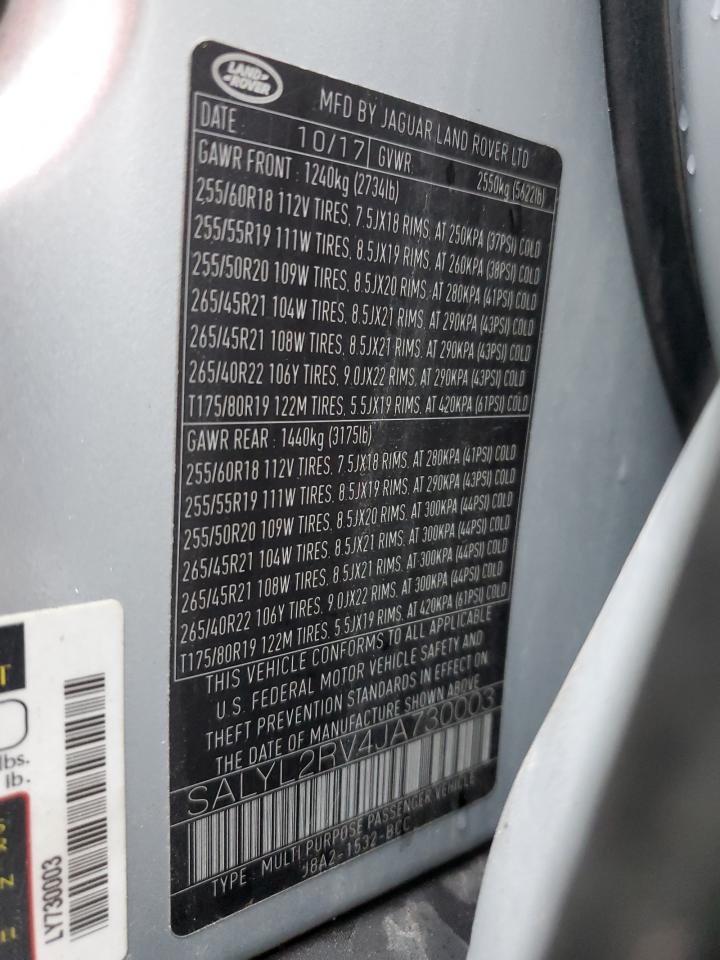 LAND ROVER
MFD BY JAGUAR LAND ROVER LTD
DATE 10/17 GVWR: 2550kg (5622lb)
GAWR FRONT : 1240kg (2734lb)
255/60R18 112V TIRES, 7.5JX18 RIMS, AT 250KPA (37PSI) COLD
255/55R19 111W TIRES, 8.5JX19 RIMS, AT 260KPA (38PSI) COLD
255/50R20 109W TIRES, 8.5JX20 RIMS, AT 280KPA (41PSI) COLD
265/45R21 104W TIRES, 8.5JX21 RIMS, AT 290KPA (43PSI) COLD
265/45R21 108W TIRES, 8.5JX21 RIMS, AT 290KPA (43PSI) COLD
265/40R22 106Y TIRES, 9.0JX22 RIMS, AT 290KPA (43PSI) COLD
T175/80R19 122M TIRES, 5.5JX19 RIMS, AT 420KPA (61PSI) COLD
GAWR REAR : 1440kg (3175lb)
255/60R18 112V TIRES, 7.5JX18 RIMS, AT 280KPA (41PSI) COLD
255/55R19 111W TIRES, 8.5JX19 RIMS, AT 290KPA (43PSI) COLD
255/50R20 109W TIRES, 8.5JX20 RIMS, AT 300KPA (44PSI) COLD
265/45R21 104W TIRES, 8.5JX21 RIMS, AT 300KPA (44PSI) COLD
265/45R21 108W TIRES, 8.5JX21 RIMS, AT 300KPA (44PSI) COLD
265/40R22 106Y TIRES, 9.0JX22 RIMS, AT 300KPA (44PSI) COLD
T175/80R19 122M TIRES, 5.5JX19 RIMS, AT 420KPA (61PSI) COLD
THIS VEHICLE CONFORMS TO ALL APPLICABLE
U.S. FEDERAL MOTOR VEHICLE SAFETY AND
THEFT PREVENTION STANDARDS IN EFFECT ON
THE DATE OF MANUFACTURE SHOWN ABOVE
SALYL2RV4JA730003
TYPE: MULTI PURPOSE PASSENGER VEHICLE
J8A2-1532-BCC
lbs.
lb.
LY730003